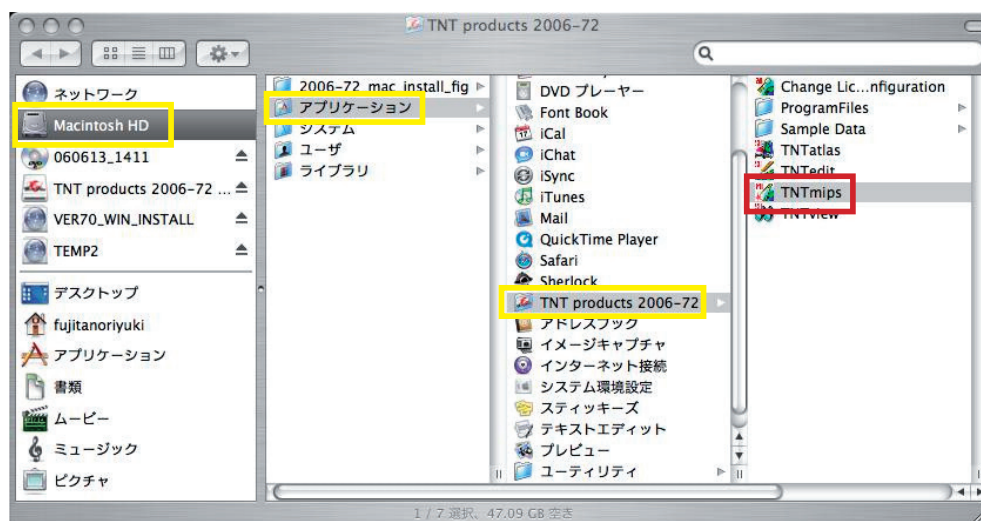 TNT products 2006-72
ネットワーク
Macintosh HD
060613_1411
TNT products 2006-72 ...
VER70_WIN_INSTALL
TEMP2
デスクトップ
fujitanoriyuki
アプリケーション
書類
ムービー
ミュージック
ピクチャ
2006-72_mac_install_fig
アプリケーション
システム
ユーザ
ライブラリ
DVD プレーヤー
Font Book
iCal
iChat
iSync
iTunes
Mail
QuickTime Player
Safari
Sherlock
TNT products 2006-72
アドレスブック
イメージキャプチャ
インターネット接続
システム環境設定
スティッキーズ
テキストエディット
プレビュー
ユーティリティ
Change Lic...nfiguration
ProgramFiles
Sample Data
TNTatlas
TNTedit
TNTmips
TNTview
1 / 7 選択、47.09 GB 空き